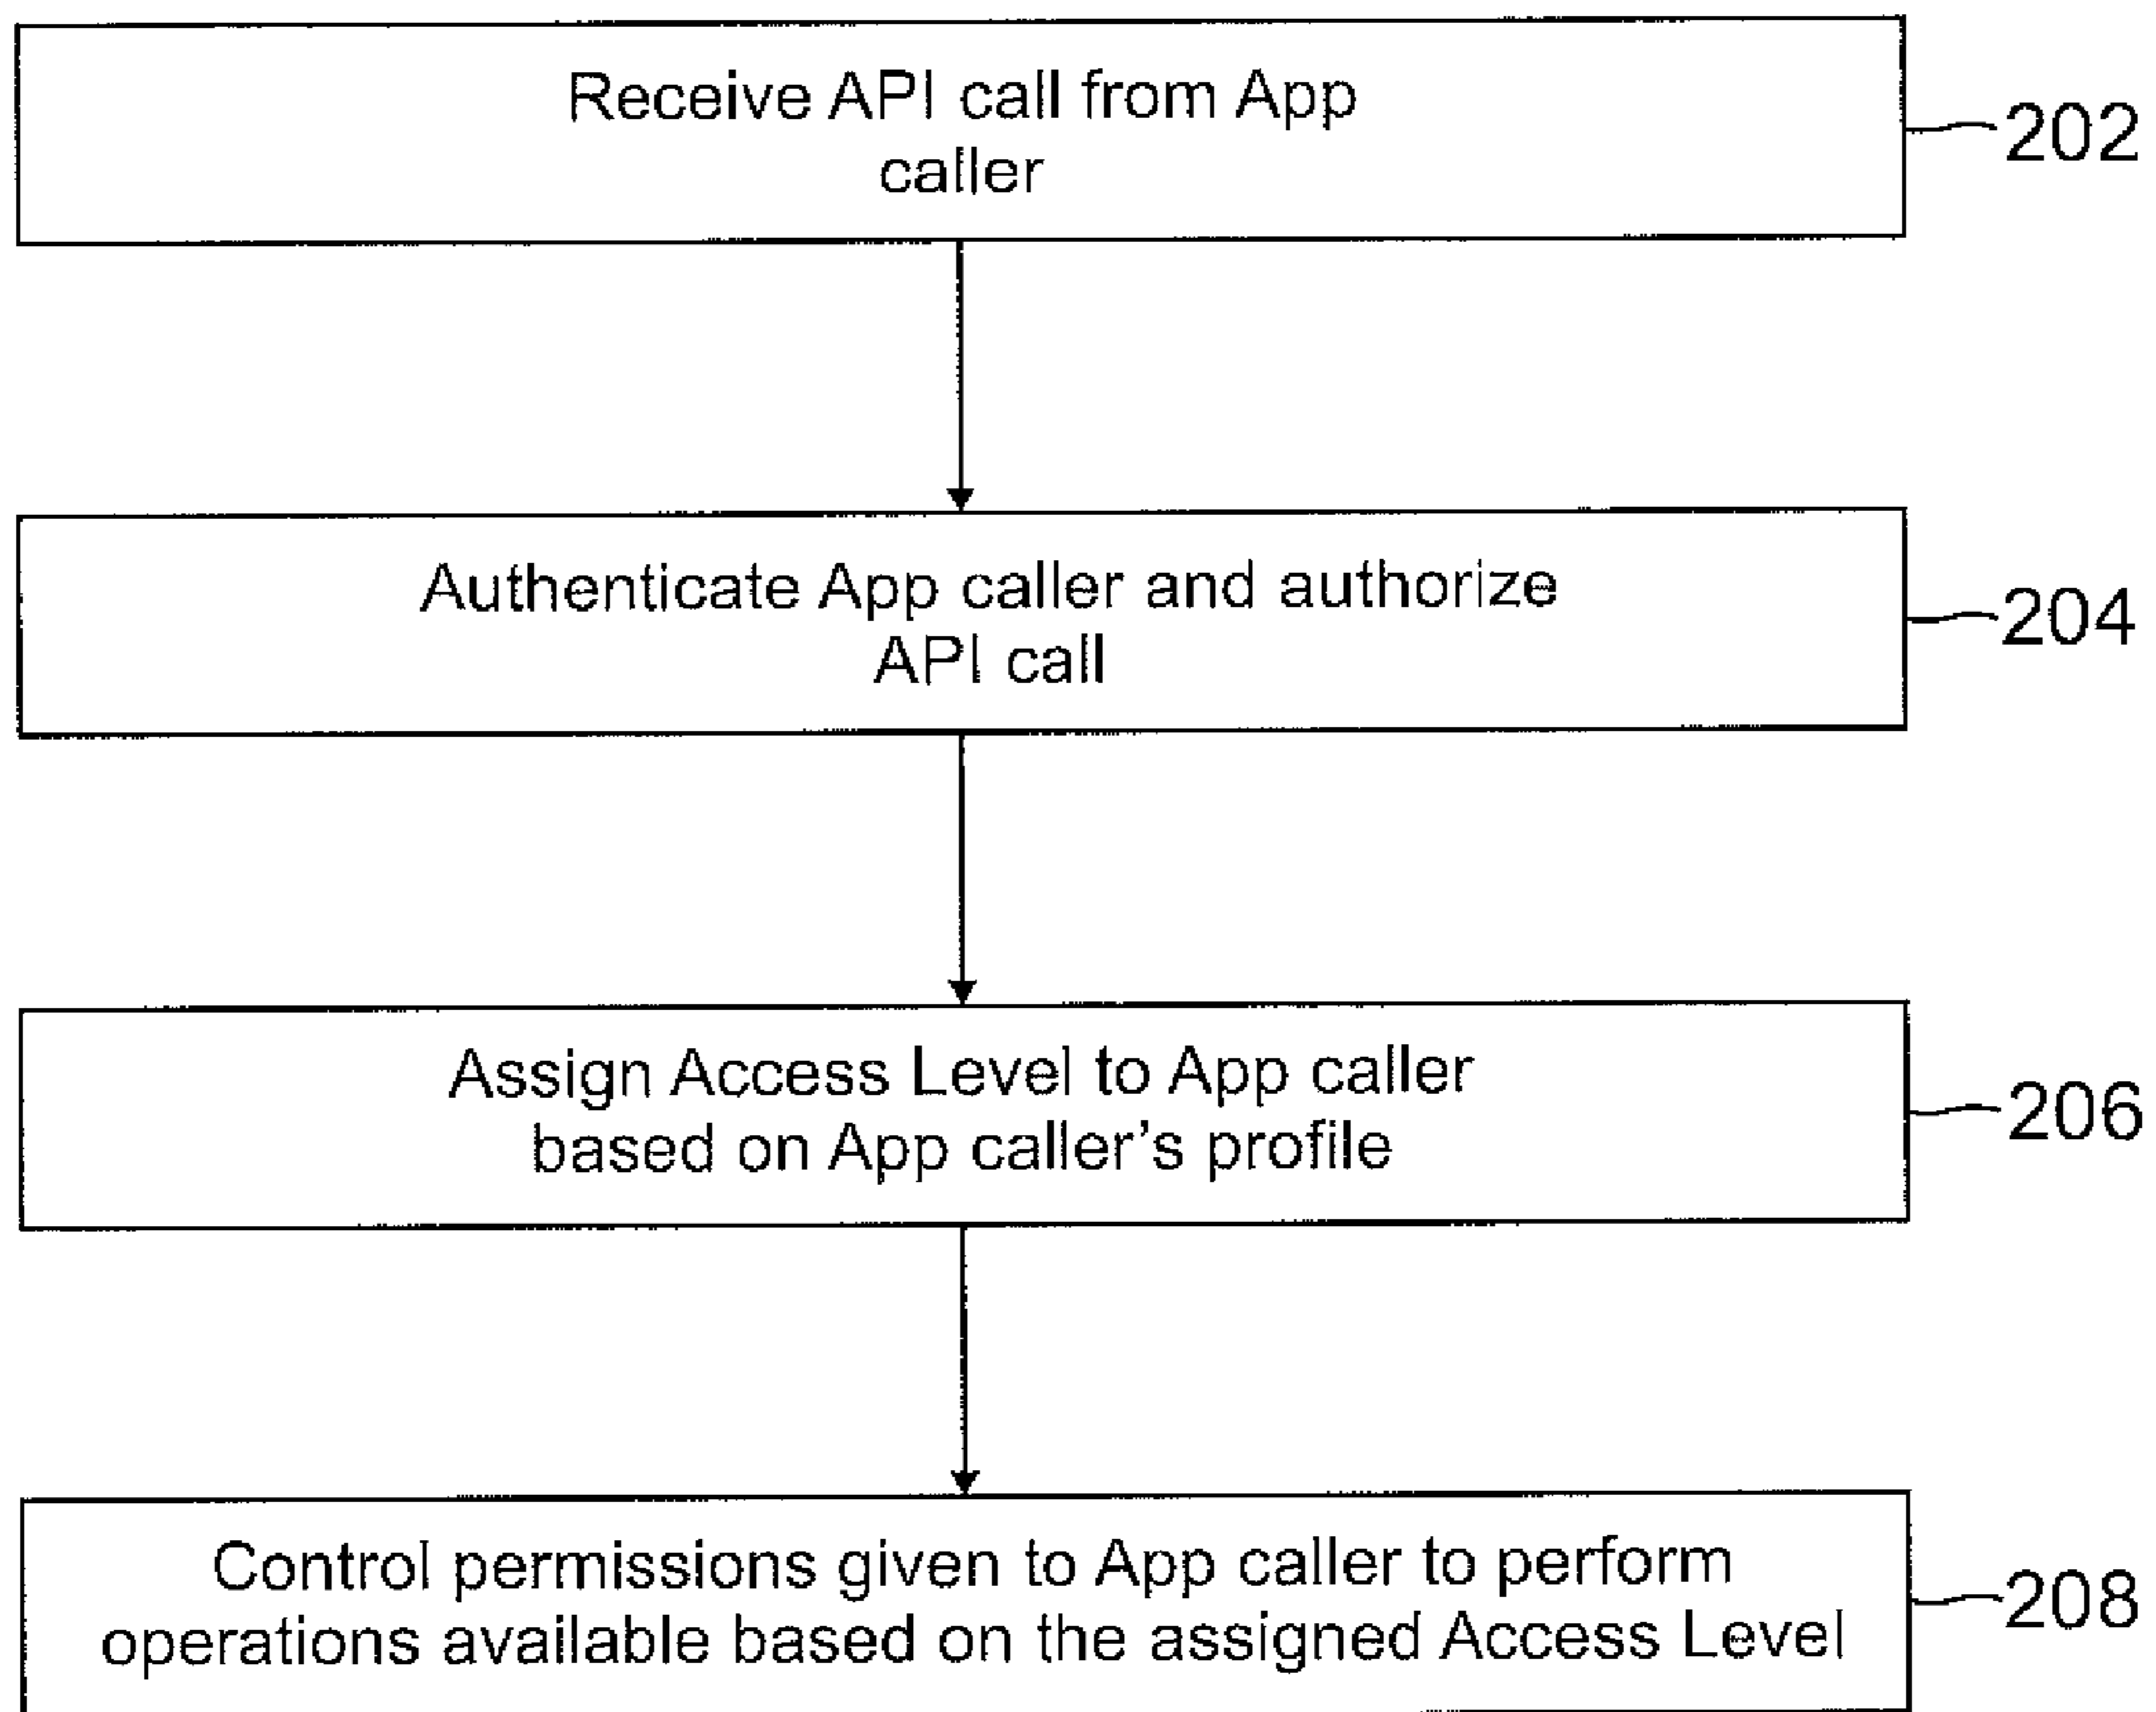 Receive API call from App
caller
202
Authenticate App caller and authorize
API call
204
Assign Access Level to App caller
based on App caller's profile
206
Control permissions given to App caller to perform
operations available based on the assigned Access Level
208